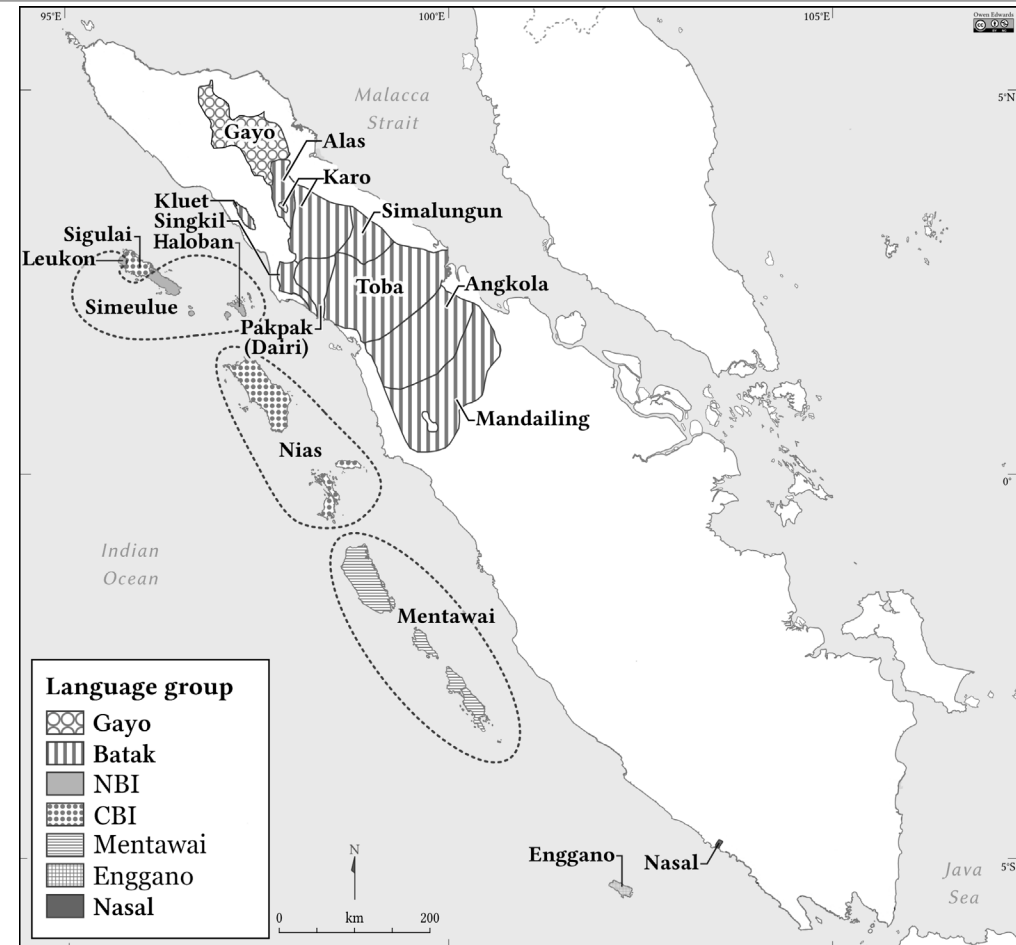 95°E
100°E
105°E
Owen Edwards
Malacca
Strait
5°N
Gayo
Alas
Karo
Kluet
Singkil
Simalungun
Sigulai
Haloban
Leukon
Toba
Angkola
Simeulue
Pakpak
(Dairi)
Mandailing
Nias
0°
Indian
Ocean
Mentawai
Language group
Gayo
Batak
NBI
CBI
Mentawai
Enggano
Nasal
N
0
km
200
Enggano
Nasal
5°S
Java
Sea